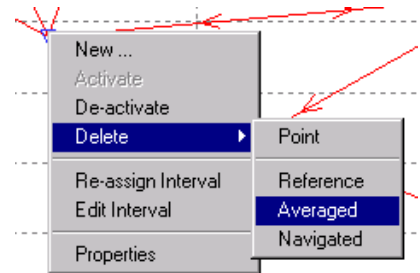 New ...
Activate
De-activate
Delete
Point
Re-assign Interval
Reference
Edit Interval
Averaged
Navigated
Properties